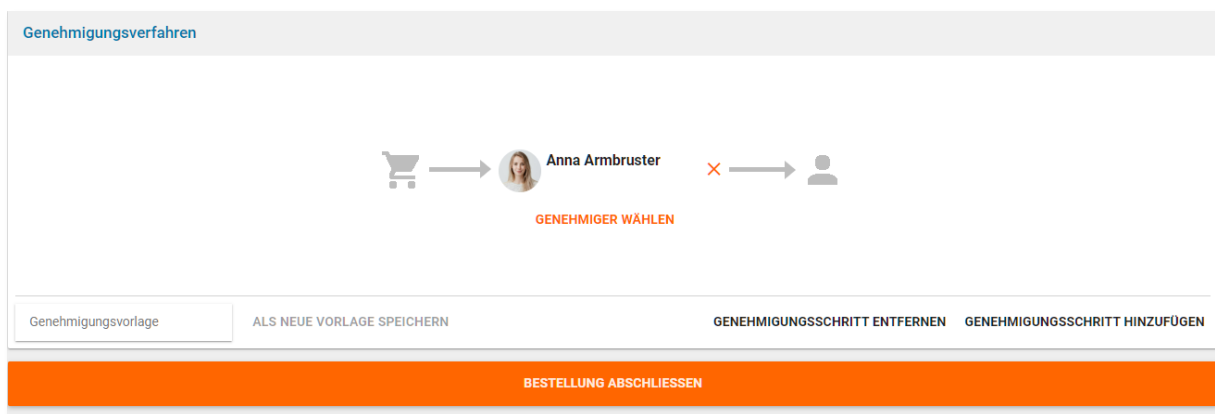 Genehmigungsverfahren
Anna Armbruster
GENEHMIGER WÄHLEN
Genehmigungsvorlage
ALS NEUE VORLAGE SPEICHERN
GENEHMIGUNGSSCHRITT ENTFERNEN
GENEHMIGUNGSSCHRITT HINZUFÜGEN
BESTELLUNG ABSCHLIESSEN